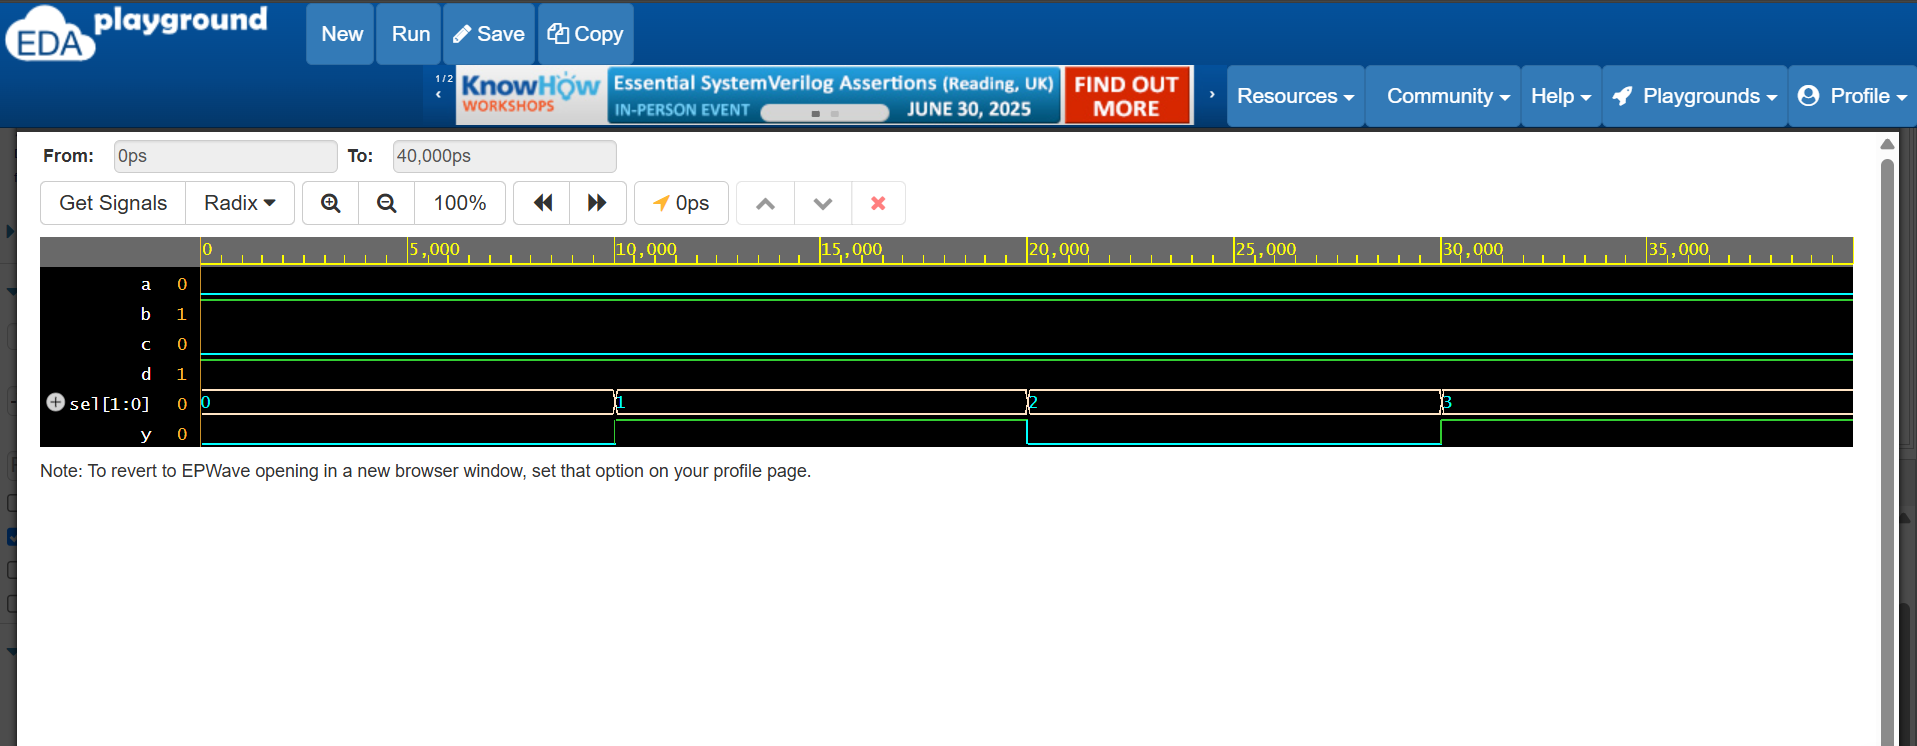 EDA playground
New Run Save Copy
1/2
KnowHow WORKSHOPS
Essential SystemVerilog Assertions (Reading, UK)
IN-PERSON EVENT JUNE 30, 2025
FIND OUT MORE
Resources Community Help Playgrounds Profile
From: 0ps To: 40,000ps
Get Signals Radix 100% 0ps
0 5,000 10,000 15,000 20,000 25,000 30,000 35,000
a 0
b 1
c 0
d 1
sel[1:0] 0 0 1 2 3
y 0
Note: To revert to EPWave opening in a new browser window, set that option on your profile page.